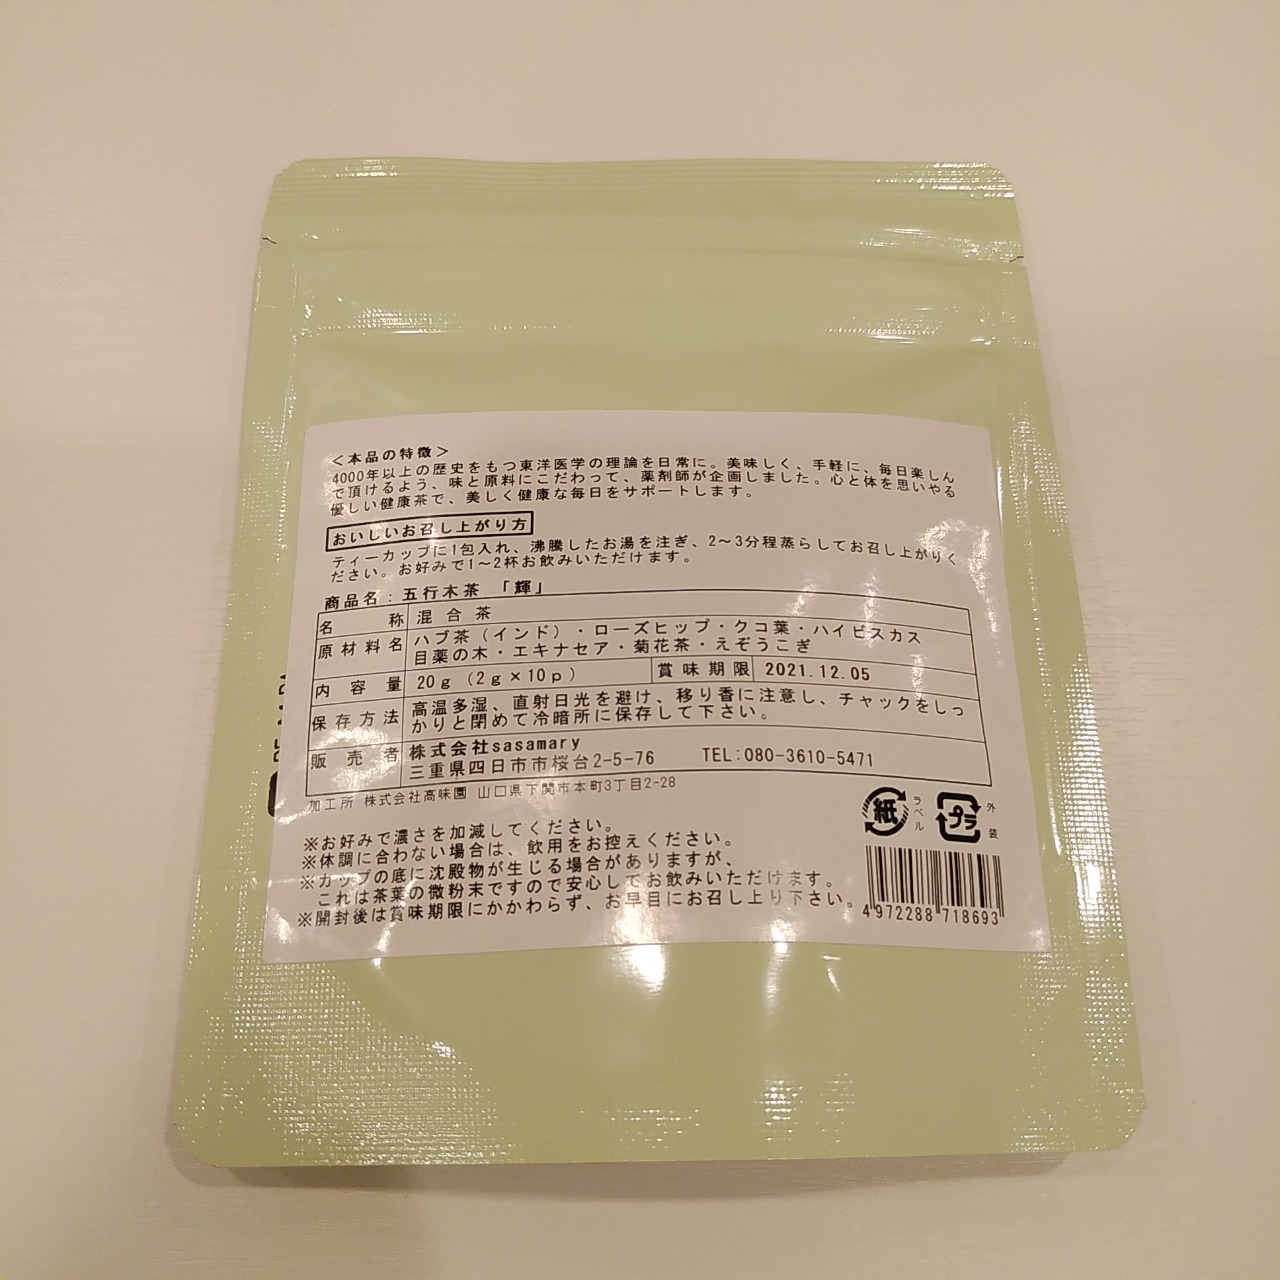 ＜本品の特徴＞
4000年以上の歴史をもつ東洋医学の理論を日常に。美味しく、手軽に、毎日楽しん
で頂けるよう、味と原料にこだわって、薬剤師が企画しました。心と体を思いやる
優しい健康茶で、美しく健康な毎日をサポートします。
おいしいお召し上がり方
ティーカップに1包入れ、沸騰したお湯を注ぎ、2～3分程蒸らしてお召し上がりく
ださい。お好みで1～2杯お飲みいただけます。
商品名：五行木茶 「輝」
名称 混合茶
原材料名 ハブ茶（インド）・ローズヒップ・クコ葉・ハイビスカス
目薬の木・エキナセア・菊花茶・えぞうこぎ
内容量 20g（2g×10p） 賞味期限 2021.12.05
保存方法 高温多湿、直射日光を避け、移り香に注意し、チャックをしっ
かりと閉めて冷暗所に保存して下さい。
販売者 株式会社sasamary
三重県四日市市桜台2-5-76 TEL:080-3610-5471
加工所 株式会社高味園 山口県下関市本町3丁目2-28
紙 ラベル プラ 外装
※お好みで濃さを加減してください。
※体調に合わない場合は、飲用をお控えください。
※カップの底に沈殿物が生じる場合がありますが、
これは茶葉の微粉末ですので安心してお飲みいただけます。
※開封後は賞味期限にかかわらず、お早目にお召し上り下さい。
4972288718693